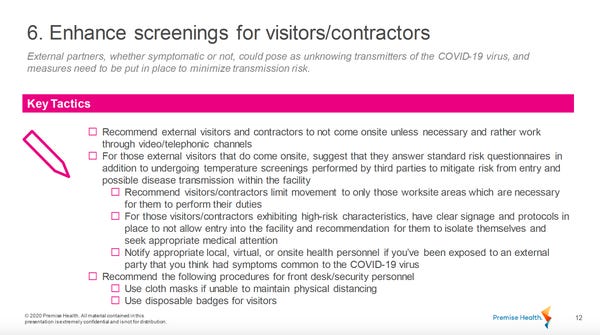 6. Enhance screenings for visitors/contractors
External partners, whether symptomatic or not, could pose as unknowing transmitters of the COVID-19 virus, and
measures need to be put in place to minimize transmission risk.
Key Tactics
Recommend external visitors and contractors to not come onsite unless necessary and rather work
through video/telephonic channels
For those external visitors that do come onsite, suggest that they answer standard risk questionnaires in
addition to undergoing temperature screenings performed by third parties to mitigate risk from entry and
possible disease transmission within the facility
Recommend visitors/contractors limit movement to only those worksite areas which are necessary
for them to perform their duties
For those visitors/contractors exhibiting high-risk characteristics, have clear signage and protocols in
place to not allow entry into the facility and recommendation for them to isolate themselves and
seek appropriate medical attention
Notify appropriate local, virtual, or onsite health personnel if you've been exposed to an external
party that you think had symptoms common to the COVID-19 virus
Recommend the following procedures for front desk/security personnel
Use cloth masks if unable to maintain physical distancing
Use disposable badges for visitors
© 2020 Premise Health. All material contained in this
presentation is extremely confidential and is not for distribution.
Premise Health.
12